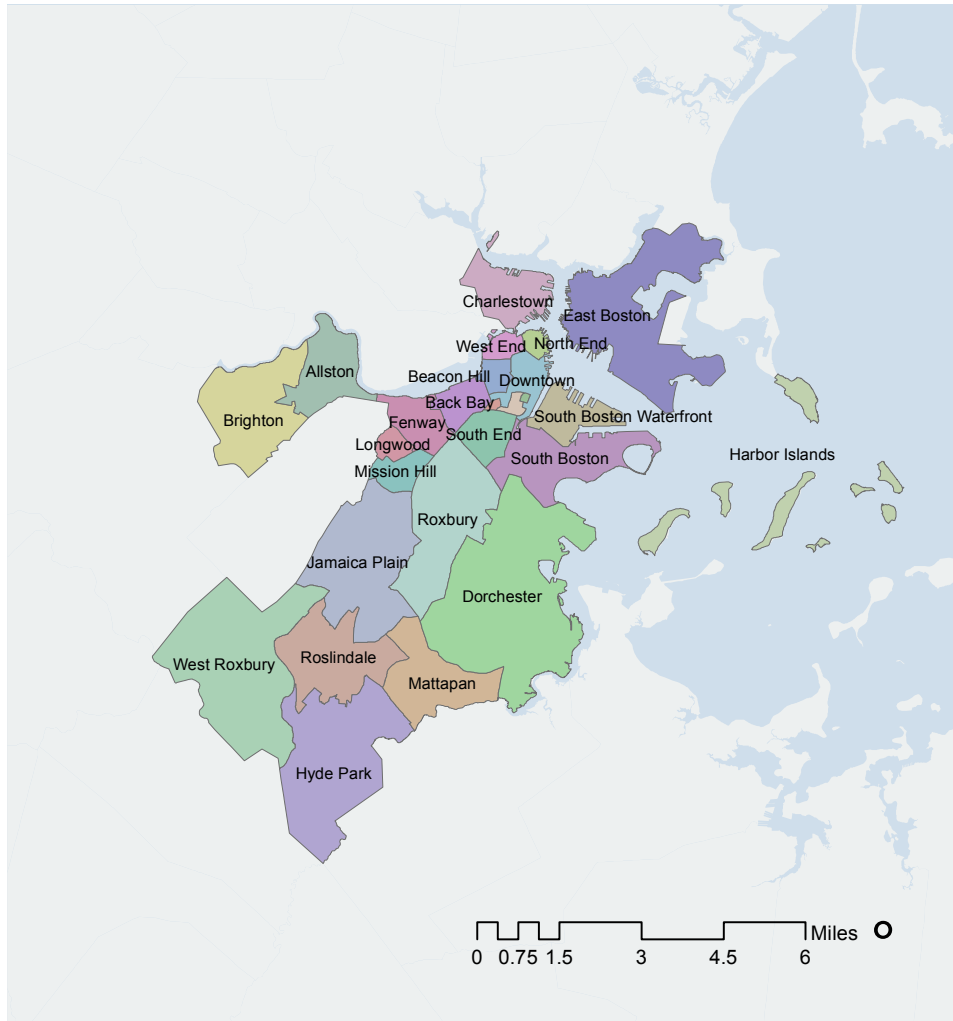 Charlestown
East Boston
West End
North End
Allston
Beacon Hill
Downtown
Back Bay
Brighton
Fenway
South Boston Waterfront
South End
Longwood
South Boston
Harbor Islands
Mission Hill
Roxbury
Jamaica Plain
Dorchester
West Roxbury
Roslindale
Mattapan
Hyde Park
Miles
0 0.75 1.5 3 4.5 6